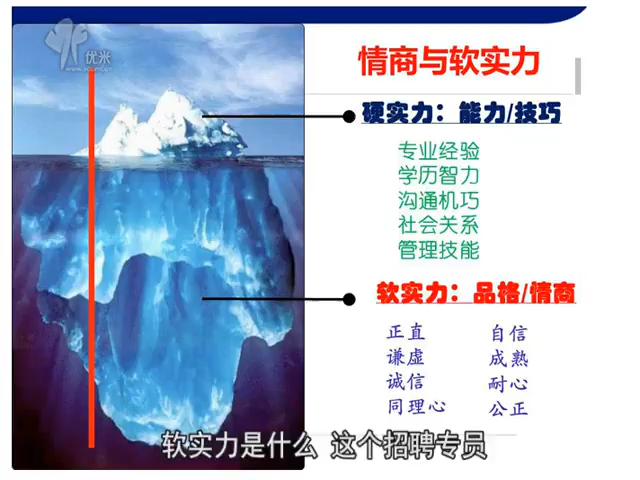 优米
情商与软实力
硬实力：能力/技巧
专业经验
学历智力
沟通机巧
社会关系
管理技能
软实力：品格/情商
正直 自信
谦虚 成熟
诚信 耐心
同理心 公正
软实力是什么 这个招聘专员